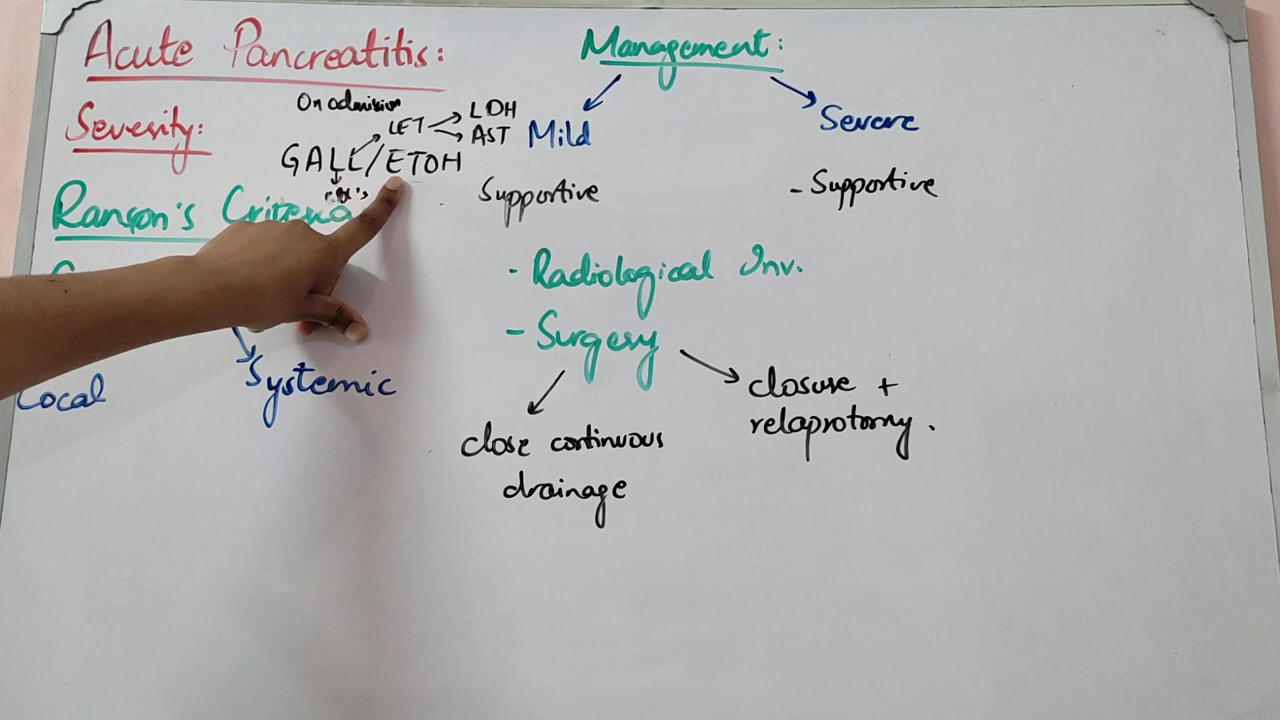 Acute Pancreatitis:
Severity:
On admission
LFT
LDH
AST
GALL/ETOH
Ranson's Criteria
Local
Systemic
Management:
Mild
Severe
Supportive
- Supportive
- Radiological Inv.
- Surgery
close continuous
drainage
closure +
relaprotomy.